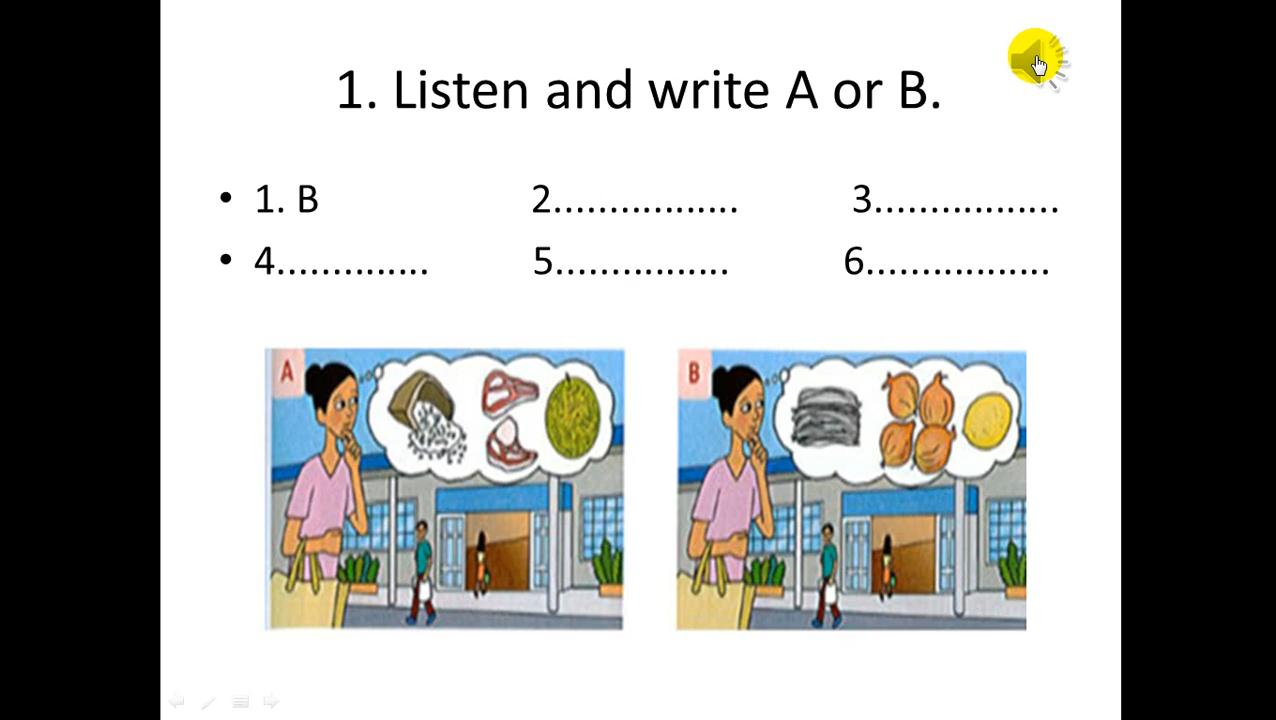 1. Listen and write A or B.
• 1. B 2................. 3.................
• 4.............. 5................ 6.................
A B